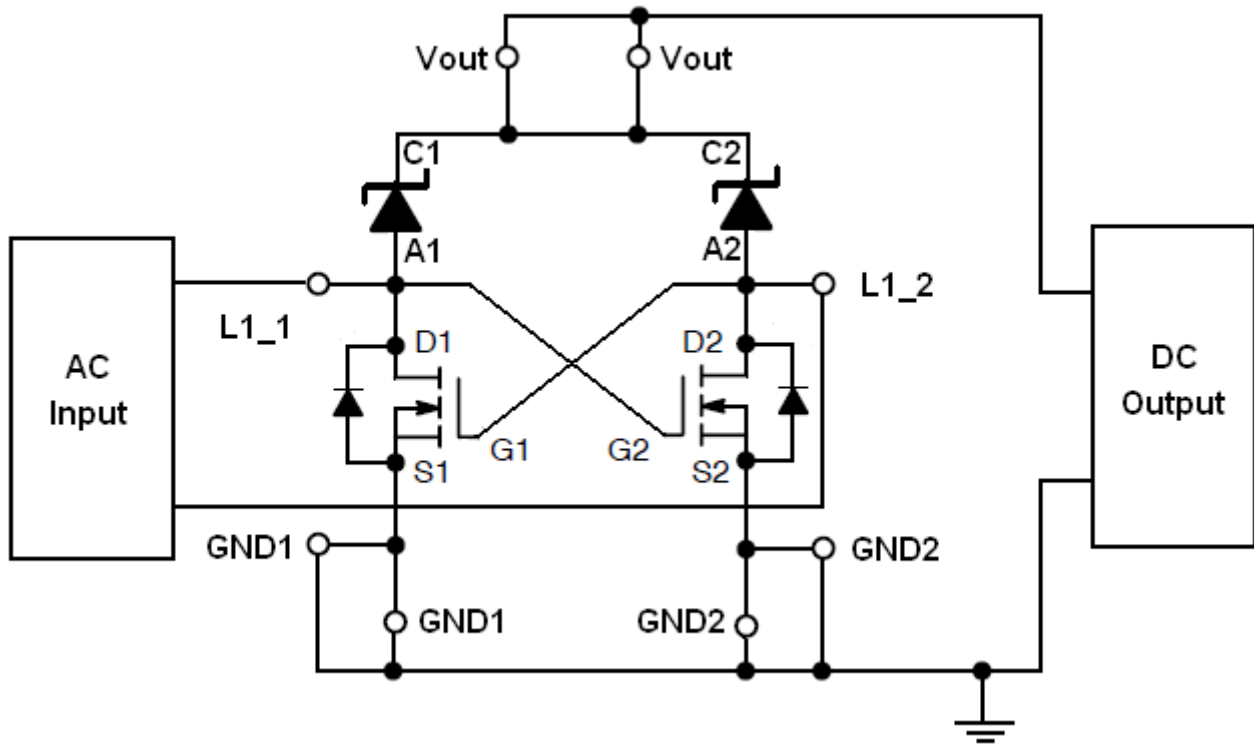 Vout Vout
C1 C2
A1 A2
L1_1 L1_2
AC
Input
D1 D2
DC
Output
G1 G2
S1 S2
GND1 GND2
GND1 GND2